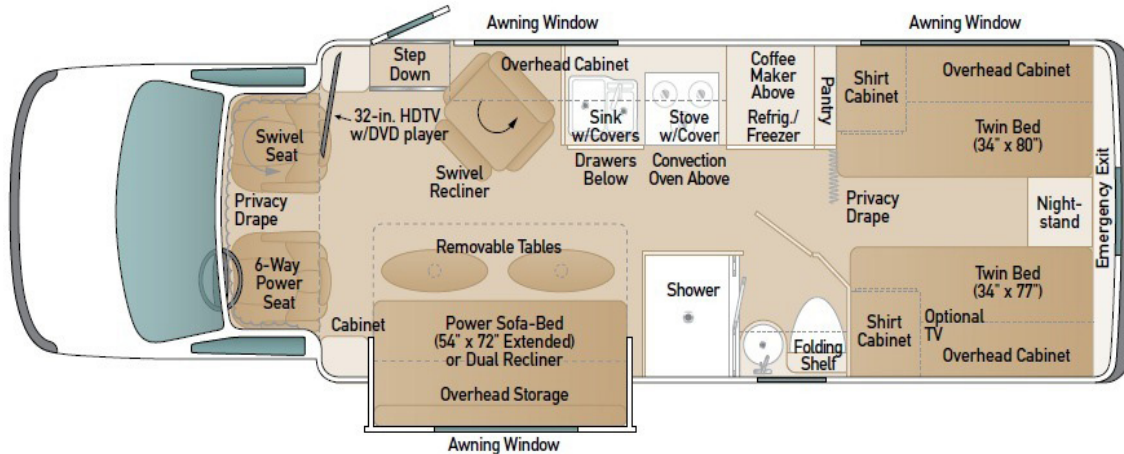 Awning Window
Awning Window
Step
Down
Overhead Cabinet
Coffee
Maker
Above
Refrig./
Freezer
Pantry
Shirt
Cabinet
Overhead Cabinet
Twin Bed
(34" x 80")
32-in. HDTV
w/DVD player
Swivel
Seat
Sink
w/Covers
Stove
w/Cover
Drawers
Below
Convection
Oven Above
Swivel
Recliner
Privacy
Drape
Privacy
Drape
Night-
stand
Emergency Exit
6-Way
Power
Seat
Removable Tables
Shower
Twin Bed
(34" x 77")
Cabinet
Power Sofa-Bed
(54" x 72" Extended)
or Dual Recliner
Overhead Storage
Folding
Shelf
Shirt
Cabinet
Optional
TV
Overhead Cabinet
Awning Window